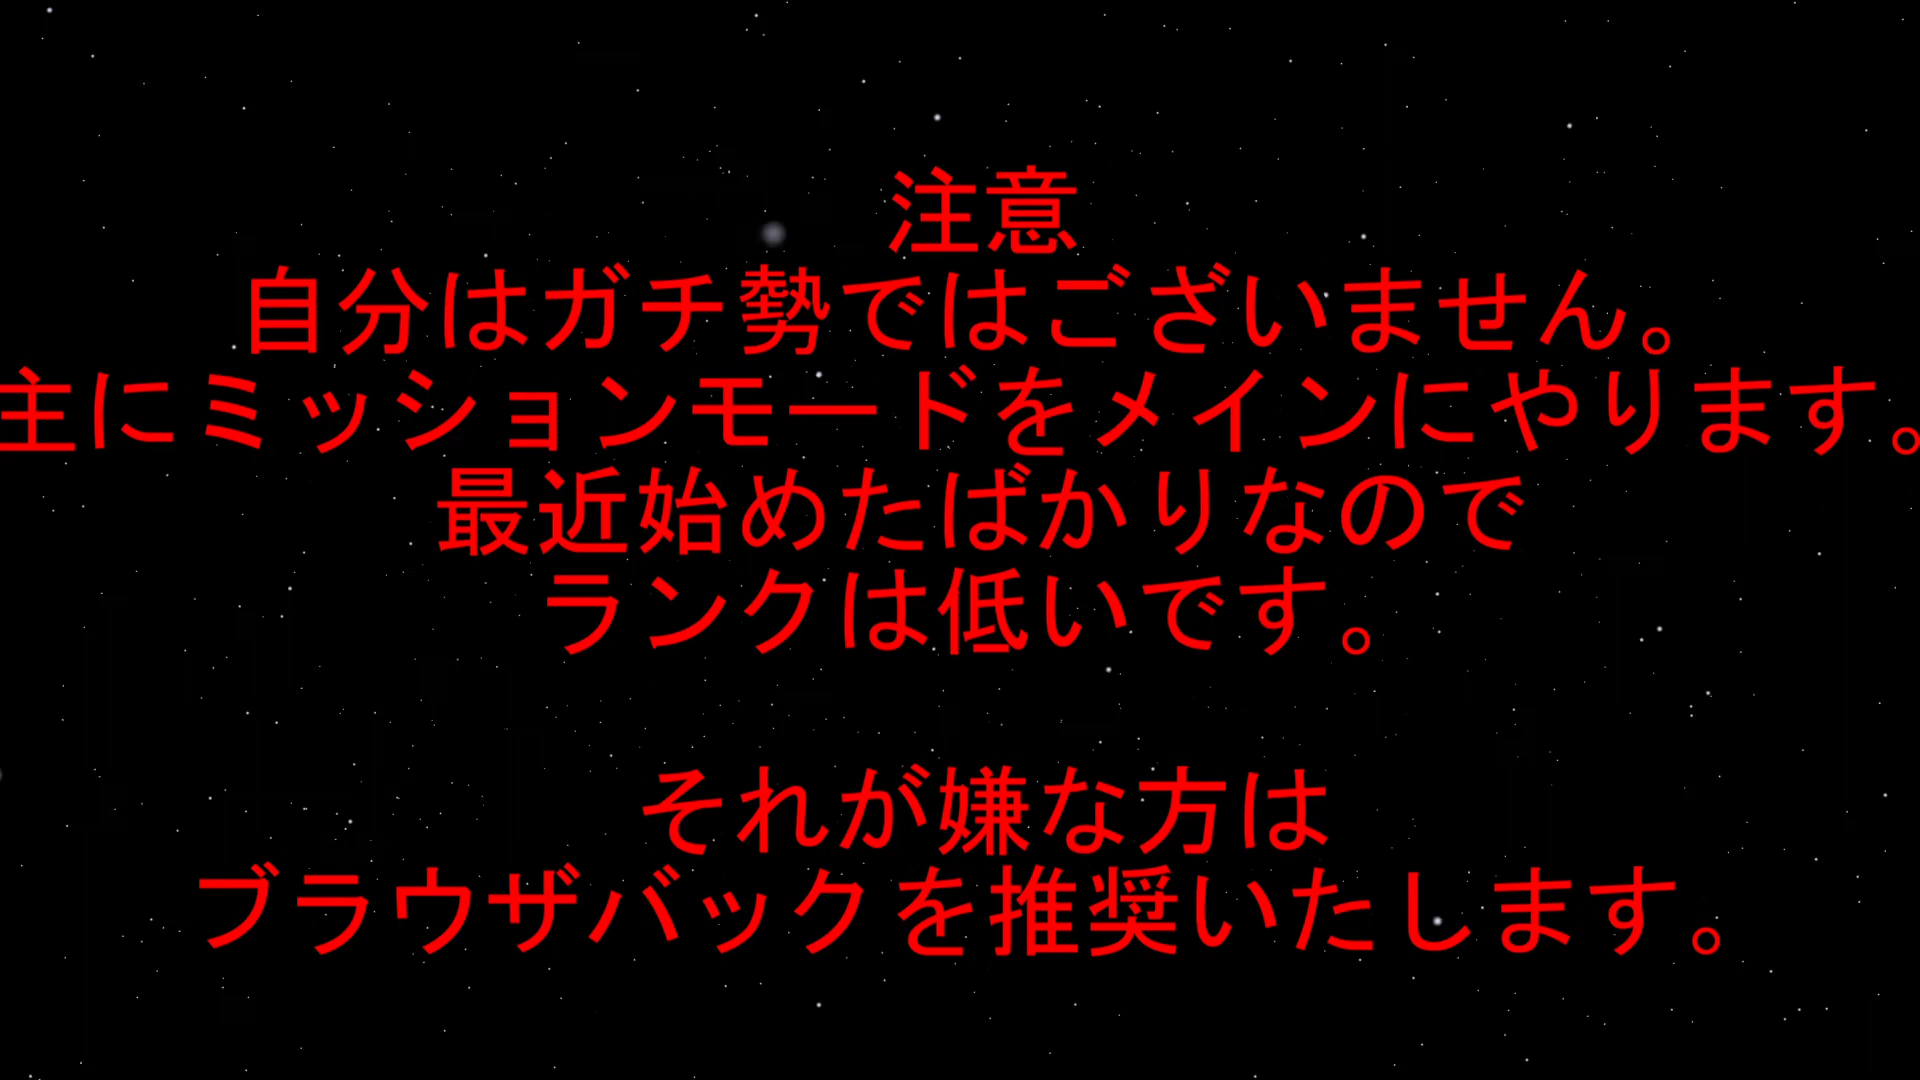 注意
自分はガチ勢ではございません。
主にミッションモードをメインにやります。
最近始めたばかりなので
ランクは低いです。
それが嫌な方は
ブラウザバックを推奨いたします。